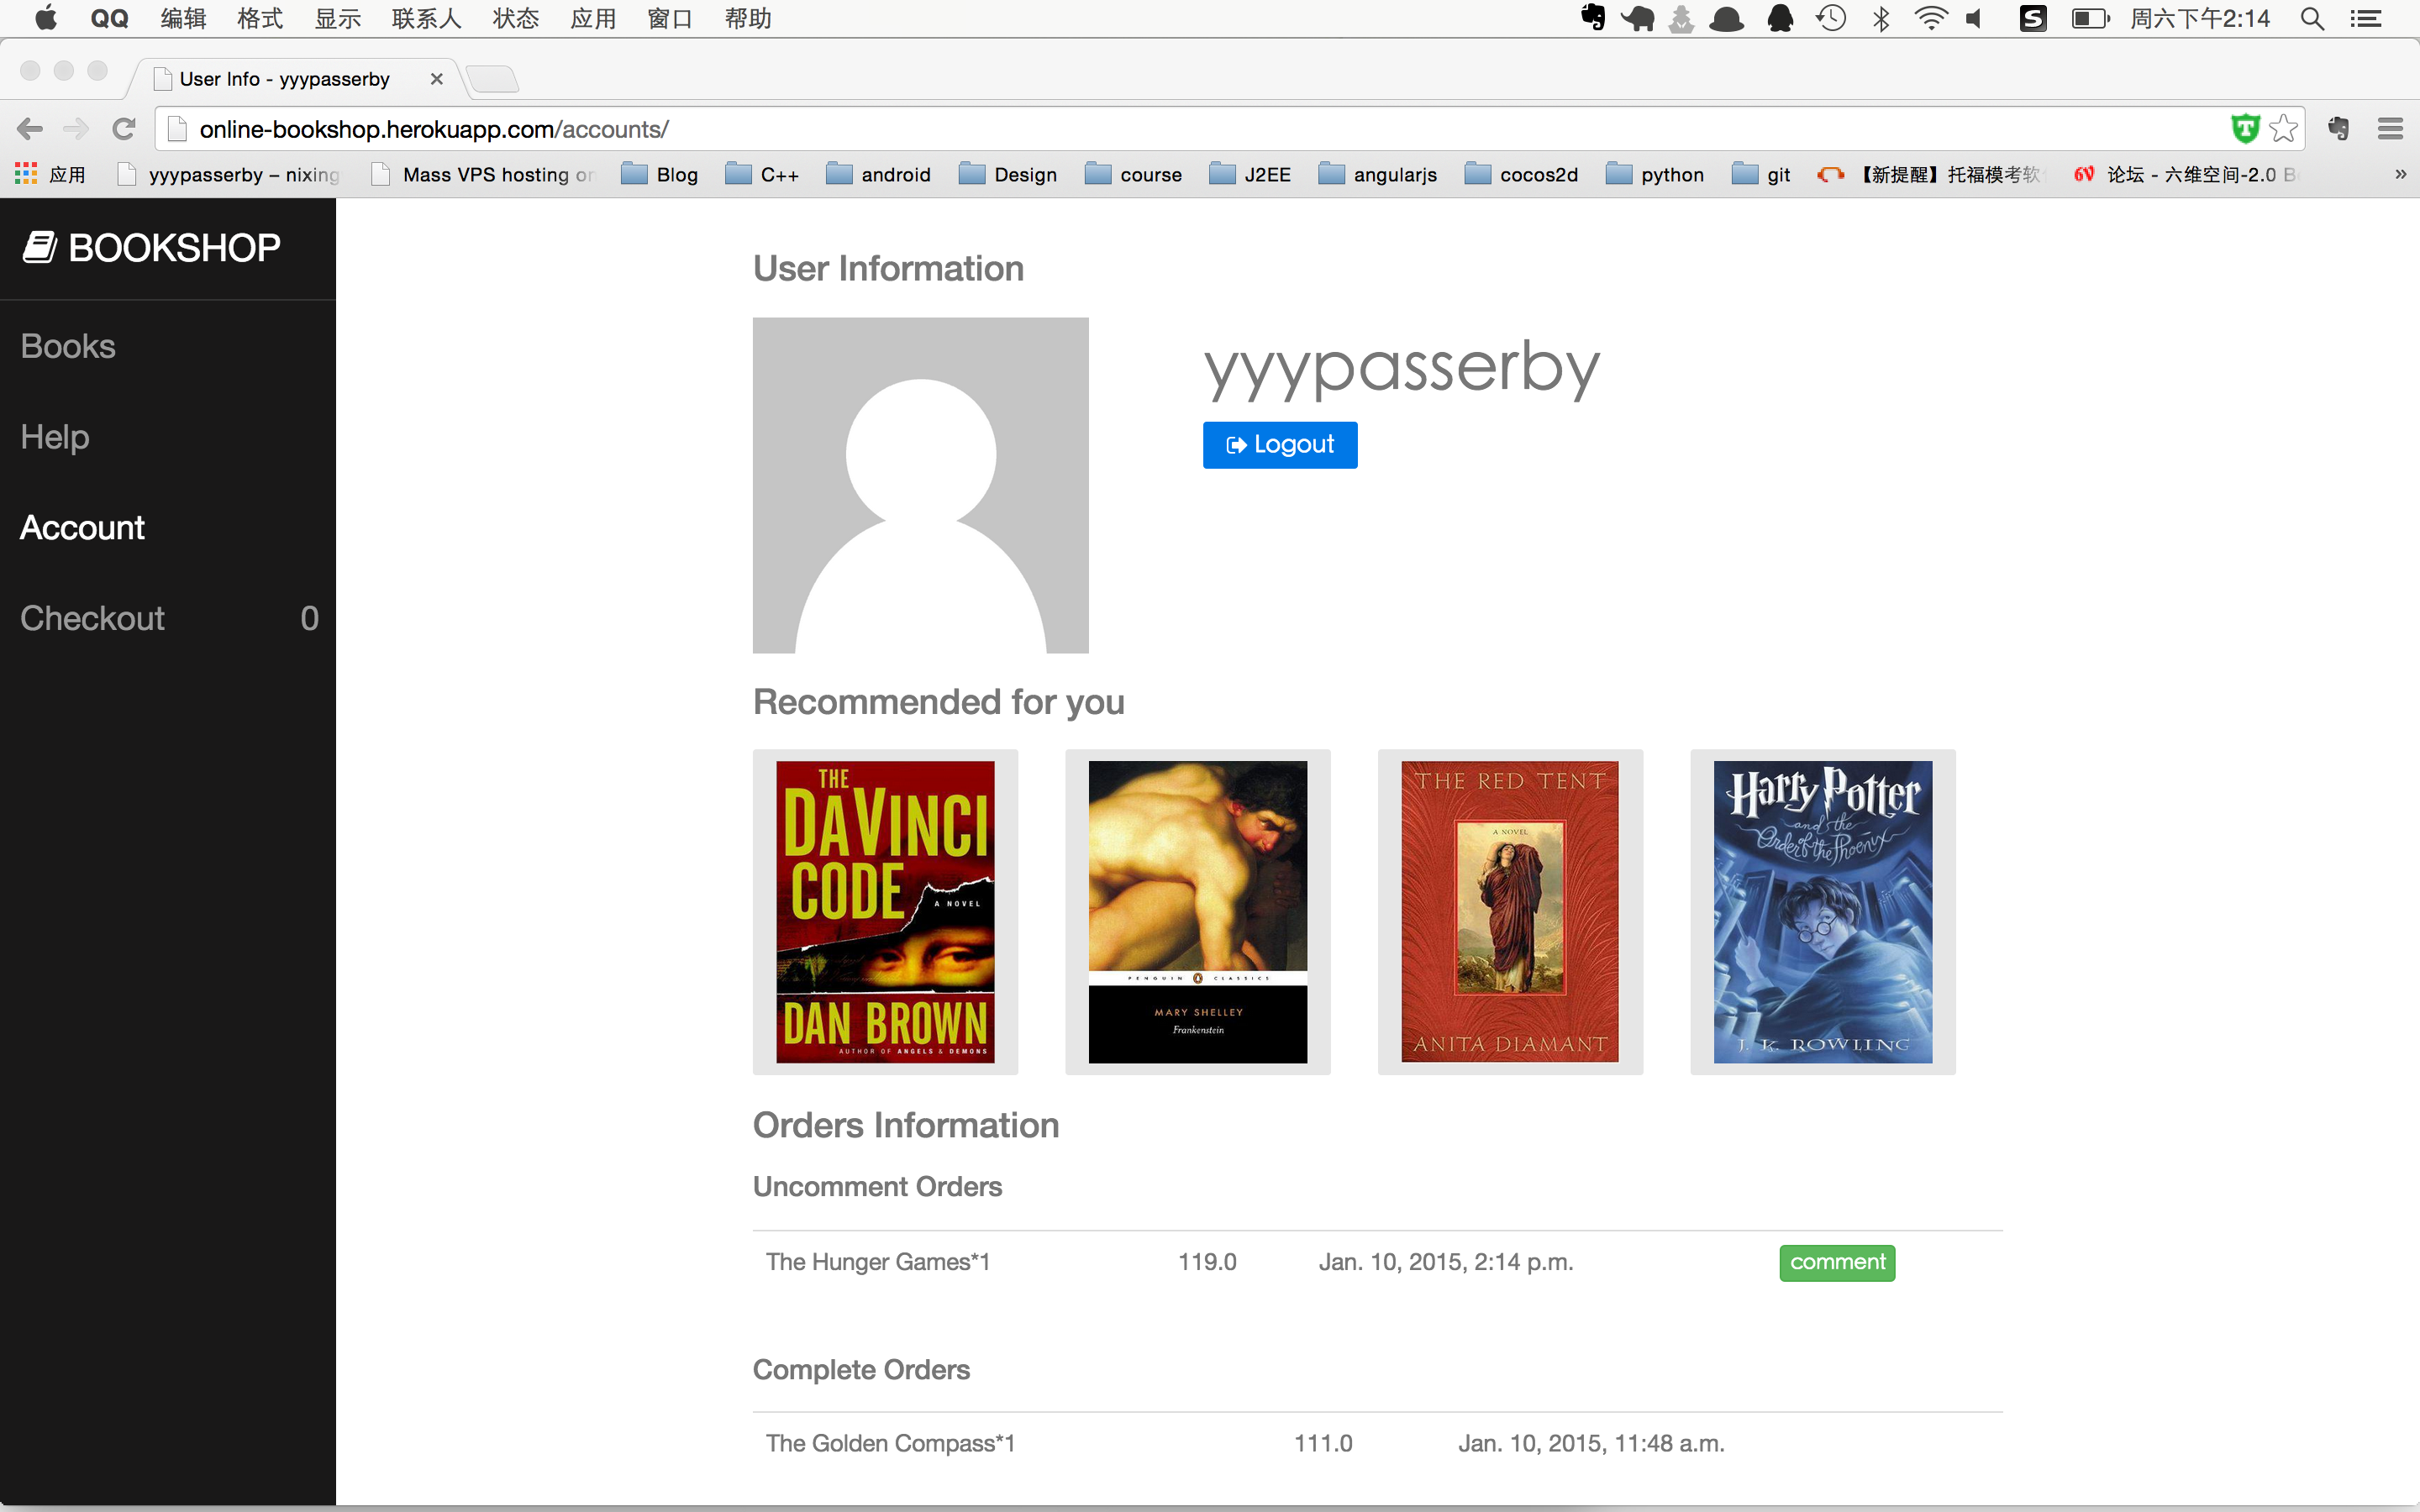 QQ 编辑 格式 显示 联系人 状态 应用 窗口 帮助 周六下午2:14
User Info - yyypasserby
online-bookshop.herokuapp.com/accounts/
应用 yyypasserby – nixing Mass VPS hosting on Blog C++ android Design course J2EE angularjs cocos2d python git 【新提醒】托福模考软 论坛 - 六维空间-2.0 B »
BOOKSHOP
Books
Help
Account
Checkout 0
User Information
yyypasserby
Logout
Recommended for you
THE
DAVINCI
CODE
A NOVEL
DAN BROWN
AUTHOR OF ANGELS & DEMONS
PENGUIN CLASSICS
MARY SHELLEY
Frankenstein
THE RED TENT
A NOVEL
ANITA DIAMANT
Harry Potter
and the
Order of the Phoenix
J. K. ROWLING
Orders Information
Uncomment Orders
The Hunger Games*1 119.0 Jan. 10, 2015, 2:14 p.m. comment
Complete Orders
The Golden Compass*1 111.0 Jan. 10, 2015, 11:48 a.m.